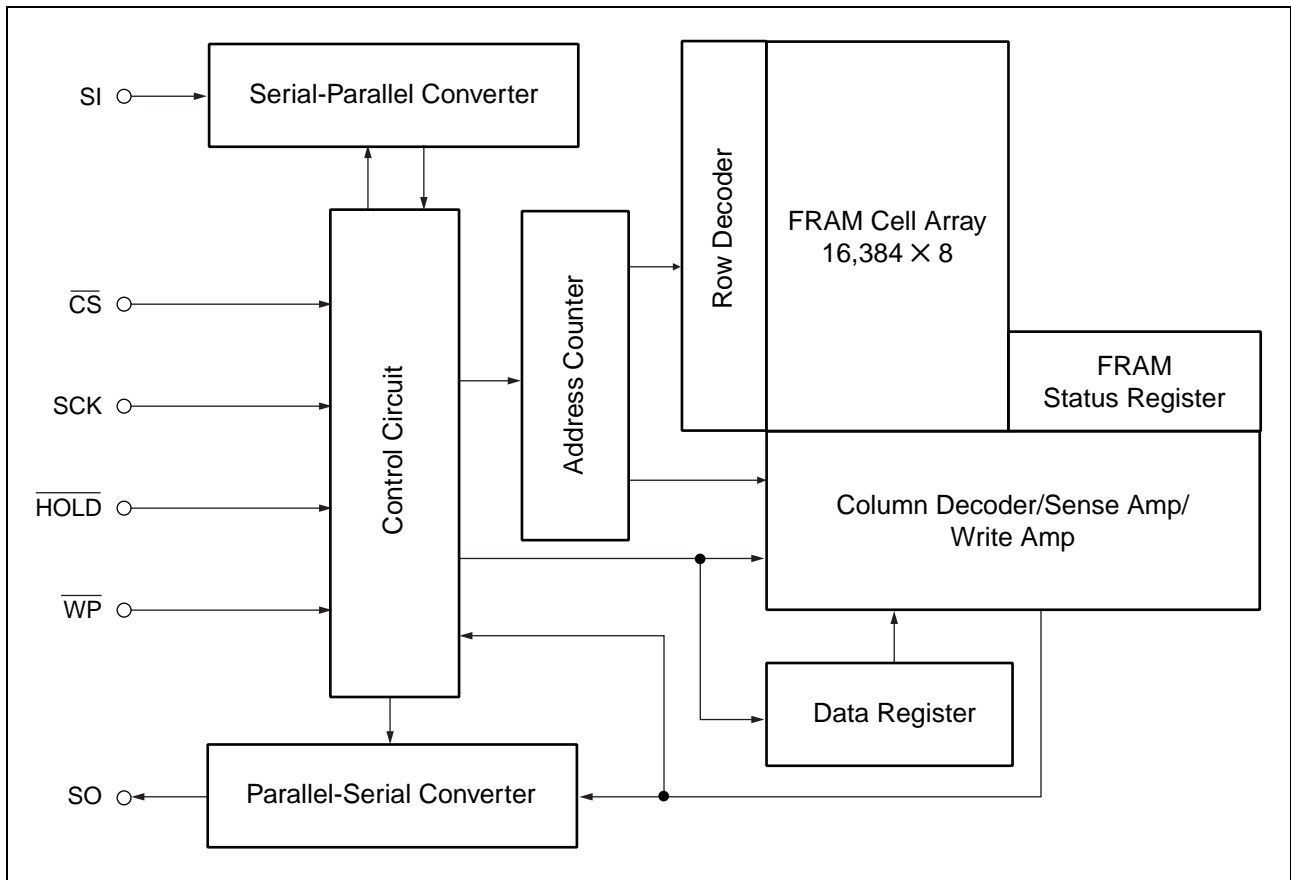 SI
Serial-Parallel Converter
CS
SCK
HOLD
WP
SO
Control Circuit
Address Counter
Row Decoder
FRAM Cell Array
16,384 × 8
FRAM
Status Register
Column Decoder/Sense Amp/
Write Amp
Data Register
Parallel-Serial Converter